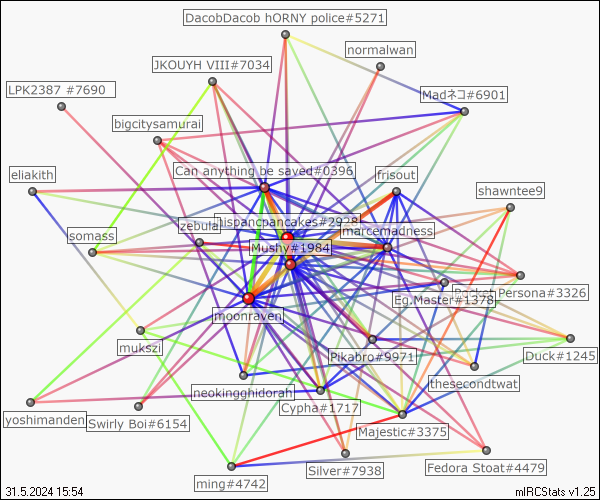 DacobDacob hORNY police#5271
normalwan
JKOUYH VIII#7034
LPK2387 #7690
Madネコ#6901
bigcitysamurai
Can anything be saved#0396
frisout
eliakith
shawntee9
hispancpancakes#2928
zebula
marcemadness
somass
Mushy#1984
Pocket Persona#3326
Eg.Master#1378
moonraven
mukszi
Pikabro#9971
Duck#1245
thesecondtwat
neokingghidorah
Cypha#1717
yoshimanden
Swirly Boi#6154
Majestic#3375
Fedora Stoat#4479
Silver#7938
ming#4742
31.5.2024 15:54
mIRCStats v1.25